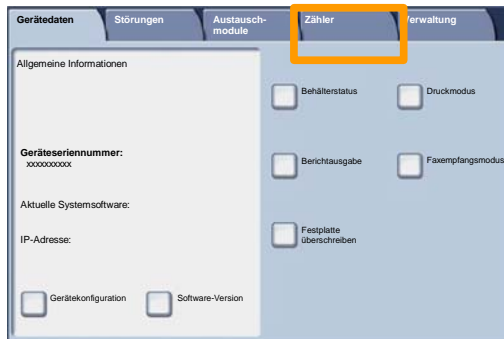 Gerätedaten
Störungen
Austausch-
module
Zähler
Verwaltung
Allgemeine Informationen
Geräteseriennummer:
xxxxxxxxxx
Aktuelle Systemsoftware:
IP-Adresse:
Gerätekonfiguration
Software-Version
Behälterstatus
Druckmodus
Berichtausgabe
Faxempfangsmodus
Festplatte
überschreiben